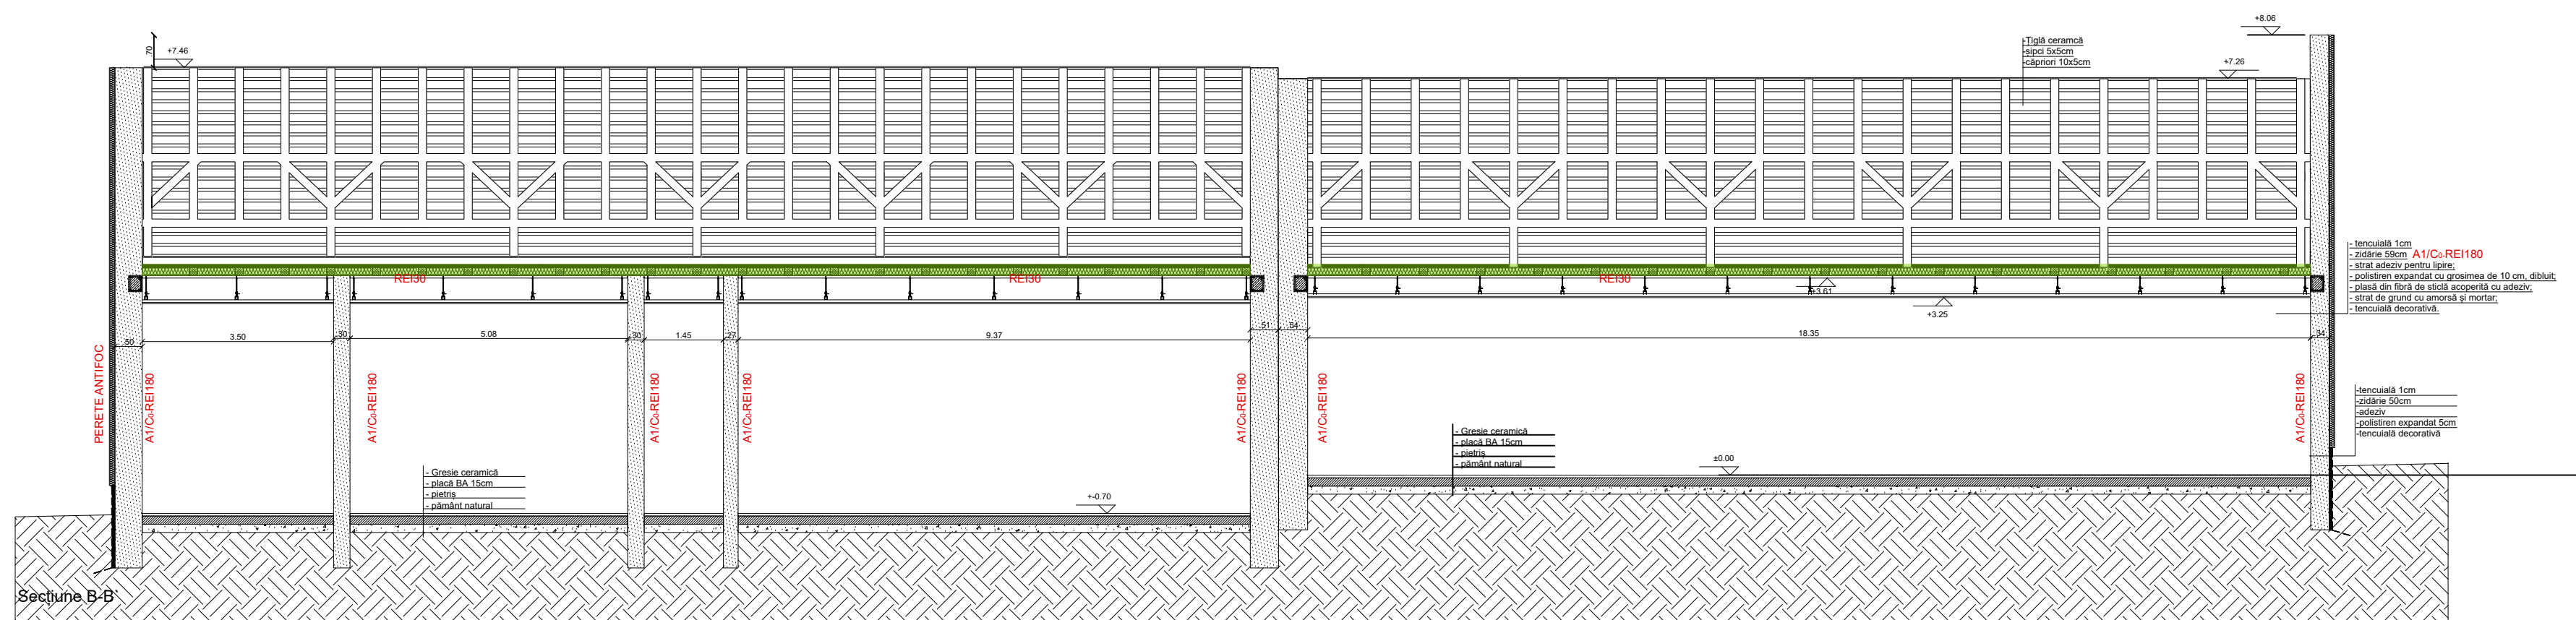 +8.06
.70
+7.46
-Țiglă ceramcă
-șipci 5x5cm
-căpriori 10x5cm
+7.26
- tencuială 1cm
- zidărie 59cm A1/C0-REI180
- strat adeziv pentru lipire;
- polistiren expandat cu grosimea de 10 cm, dibluit;
- plasă din fibră de sticlă acoperită cu adeziv;
- strat de grund cu amorsă și mortar;
- tencuială decorativă.
REI30
REI30
REI30
+3.61
+3.25
.60
3.50
.30
5.08
.30
1.45
.27
9.37
.51
.54
18.35
.34
PERETE ANTIFOC
A1/C0-REI180
A1/C0-REI180
A1/C0-REI180
A1/C0-REI180
A1/C0-REI180
A1/C0-REI180
A1/C0-REI180
-tencuială 1cm
-zidărie 50cm
-adeziv
-polistiren expandat 5cm
-tencuială decorativă
- Gresie ceramică
- placă BA 15cm
- pietriș
- pământ natural
±0.00
- Gresie ceramică
- placă BA 15cm
- pietriș
- pământ natural
+-0.70
Secțiune B-B`